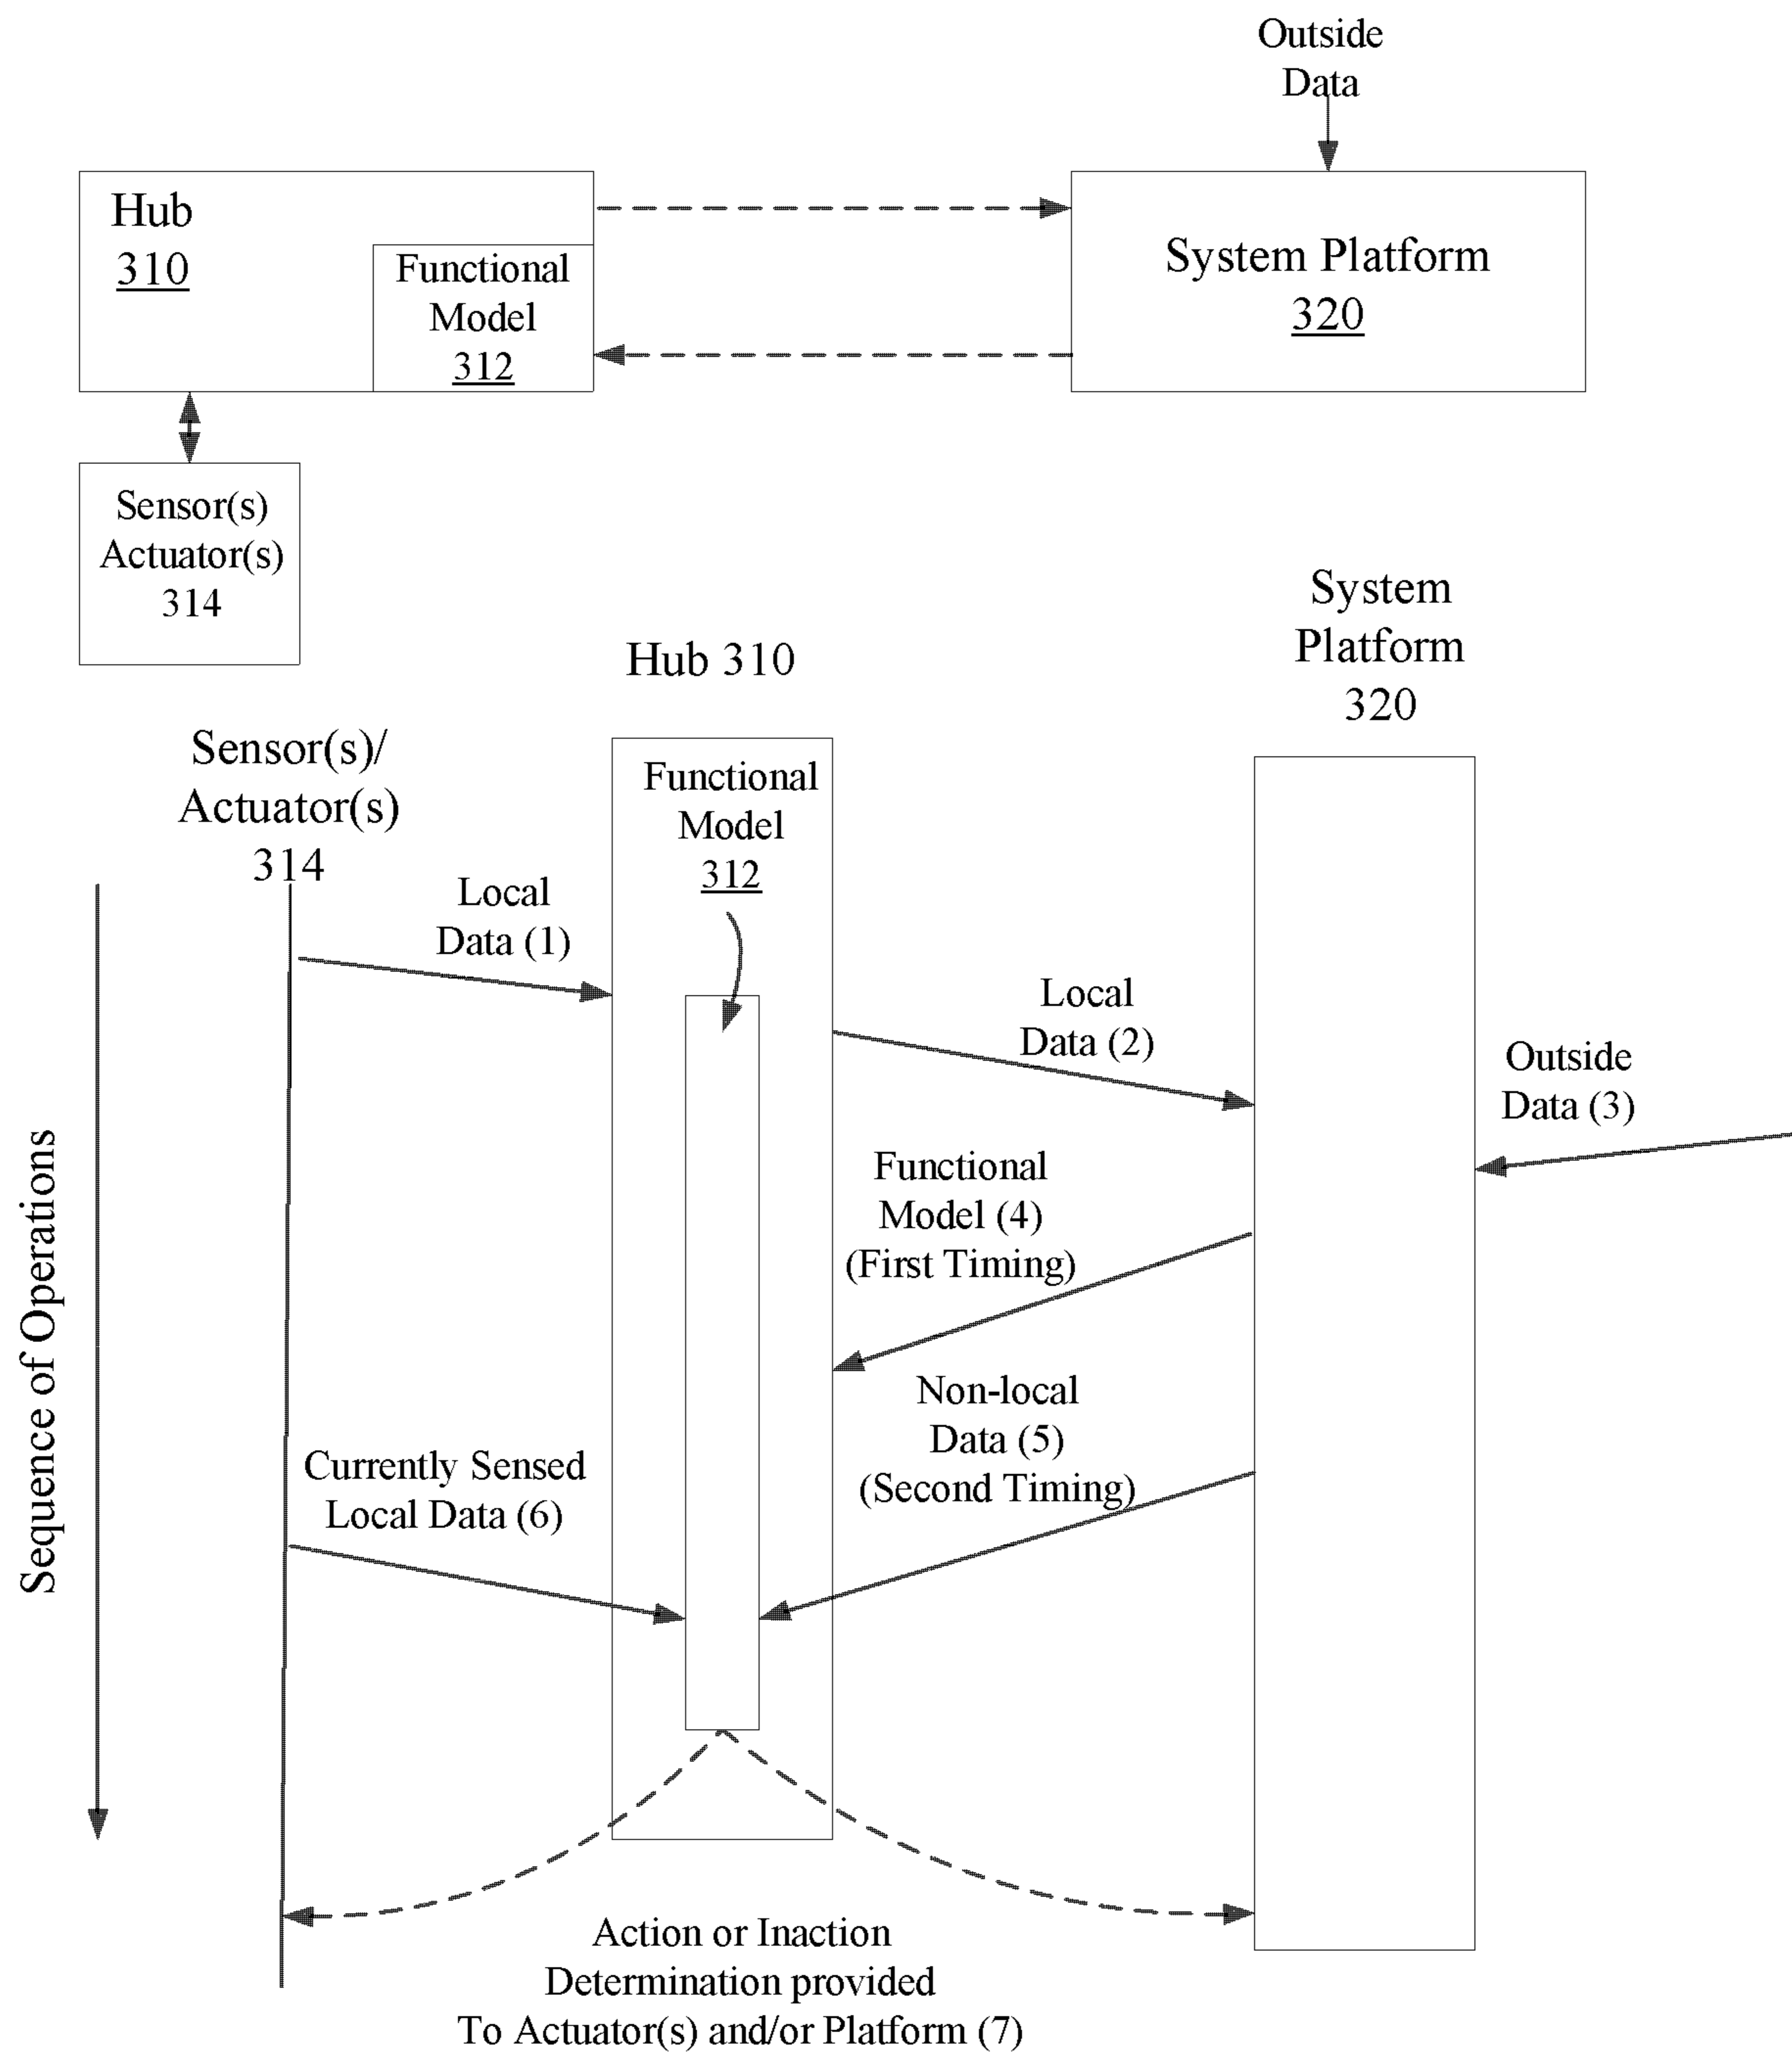 Outside
Data
Hub
310
Functional
Model
312
System Platform
320
Sensor(s)
Actuator(s)
314
System
Platform
320
Hub 310
Sensor(s)/
Actuator(s)
314
Functional
Model
312
Local
Data (1)
Local
Data (2)
Outside
Data (3)
Functional
Model (4)
(First Timing)
Non-local
Data (5)
(Second Timing)
Currently Sensed
Local Data (6)
Sequence of Operations
Action or Inaction
Determination provided
To Actuator(s) and/or Platform (7)